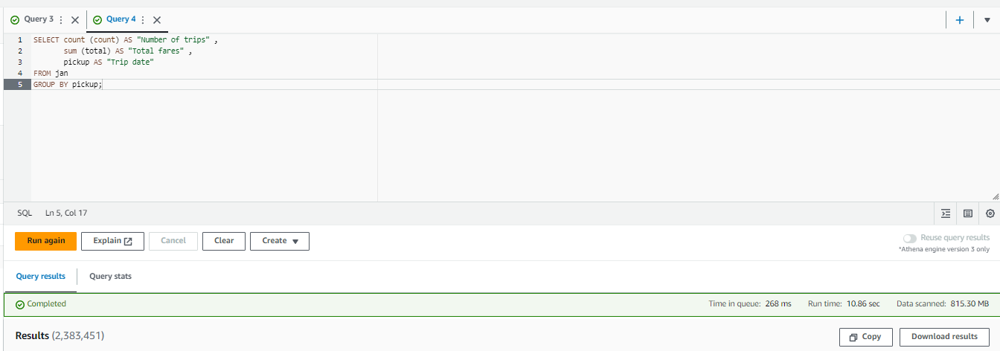 Query 3
Query 4
1 SELECT count (count) AS "Number of trips" ,
2 sum (total) AS "Total fares" ,
3 pickup AS "Trip date"
4 FROM jan
5 GROUP BY pickup;
SQL Ln 5, Col 17
Run again Explain Cancel Clear Create
Reuse query results
*Athena engine version 3 only
Query results Query stats
Completed Time in queue: 268 ms Run time: 10.86 sec Data scanned: 815.30 MB
Results (2,383,451) Copy Download results